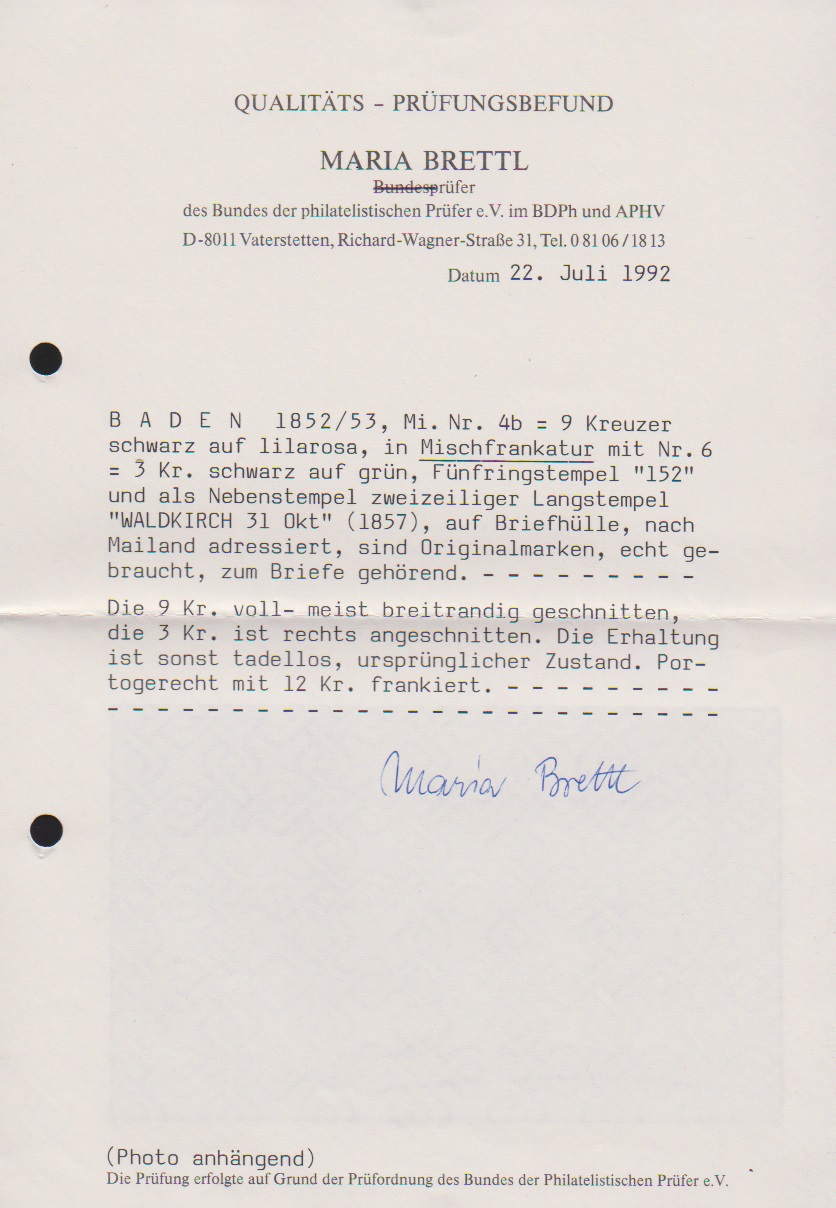 QUALITÄTS - PRÜFUNGSBEFUND
MARIA BRETTL
Bundesprüfer
des Bundes der philatelistischen Prüfer e.V. im BDPh und APHV
D-8011 Vaterstetten, Richard-Wagner-Straße 31, Tel. 0 81 06 / 18 13
Datum 22. Juli 1992
B A D E N 1852/53, Mi. Nr. 4b = 9 Kreuzer
schwarz auf lilarosa, in Mischfrankatur mit Nr. 6
= 3 Kr. schwarz auf grün, Fünfringstempel "152"
und als Nebenstempel zweizeiliger Langstempel
"WALDKIRCH 31 Okt" (1857), auf Briefhülle, nach
Mailand adressiert, sind Originalmarken, echt ge-
braucht, zum Briefe gehörend. - - - - - - - - -
Die 9 Kr. voll- meist breitrandig geschnitten,
die 3 Kr. ist rechts angeschnitten. Die Erhaltung
ist sonst tadellos, ursprünglicher Zustand. Por-
togerecht mit 12 Kr. frankiert. - - - - - - - - -
- - - - - - - - - - - - - - - - - - - - - - - - - -
Maria Brettl
(Photo anhängend)
Die Prüfung erfolgte auf Grund der Prüfordnung des Bundes der Philatelistischen Prüfer e.V.